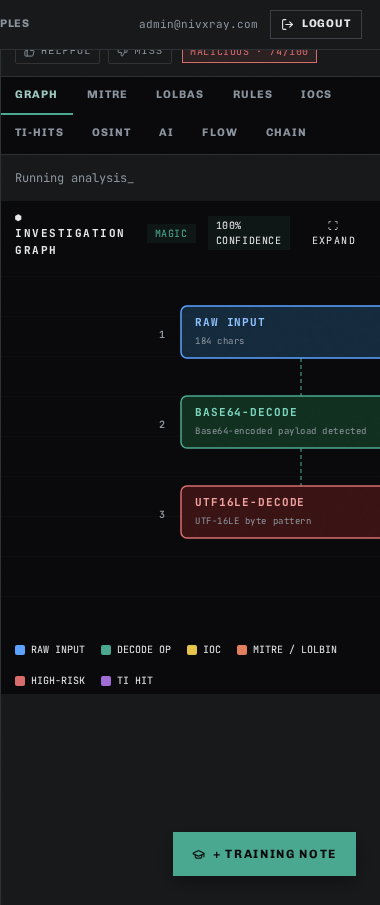 PLES admin@nivxray.com LOGOUT
HELPFUL MISS MALICIOUS · 74/100
GRAPH MITRE LOLBAS RULES IOCS
TI-HITS OSINT AI FLOW CHAIN
Running analysis_
INVESTIGATION GRAPH
MAGIC
100% CONFIDENCE
EXPAND
1
RAW INPUT
184 chars
2
BASE64-DECODE
Base64-encoded payload detected
3
UTF16LE-DECODE
UTF-16LE byte pattern
RAW INPUT DECODE OP IOC MITRE / LOLBIN
HIGH-RISK TI HIT
+ TRAINING NOTE